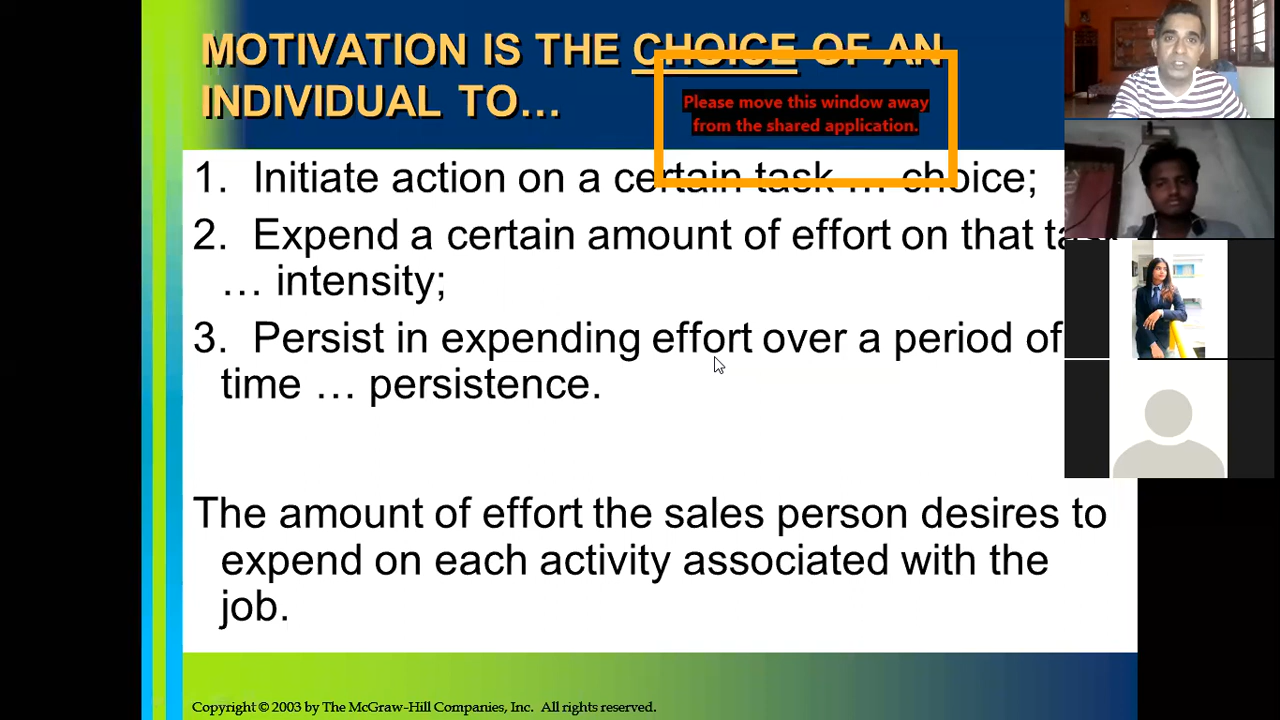 MOTIVATION IS THE CHOICE OF AN
INDIVIDUAL TO…
Please move this window away
from the shared application.
1. Initiate action on a certain task … choice;
2. Expend a certain amount of effort on that
… intensity;
3. Persist in expending effort over a period of
time … persistence.
The amount of effort the sales person desires to
expend on each activity associated with the
job.
Copyright © 2003 by The McGraw-Hill Companies, Inc. All rights reserved.